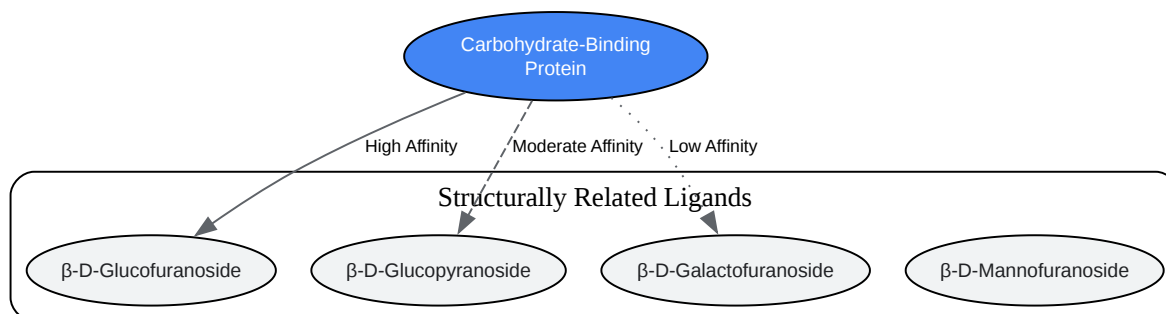 Carbohydrate-Binding
Protein
High Affinity
Moderate Affinity
Low Affinity
Structurally Related Ligands
β-D-Glucofuranoside
β-D-Glucopyranoside
β-D-Galactofuranoside
β-D-Mannofuranoside